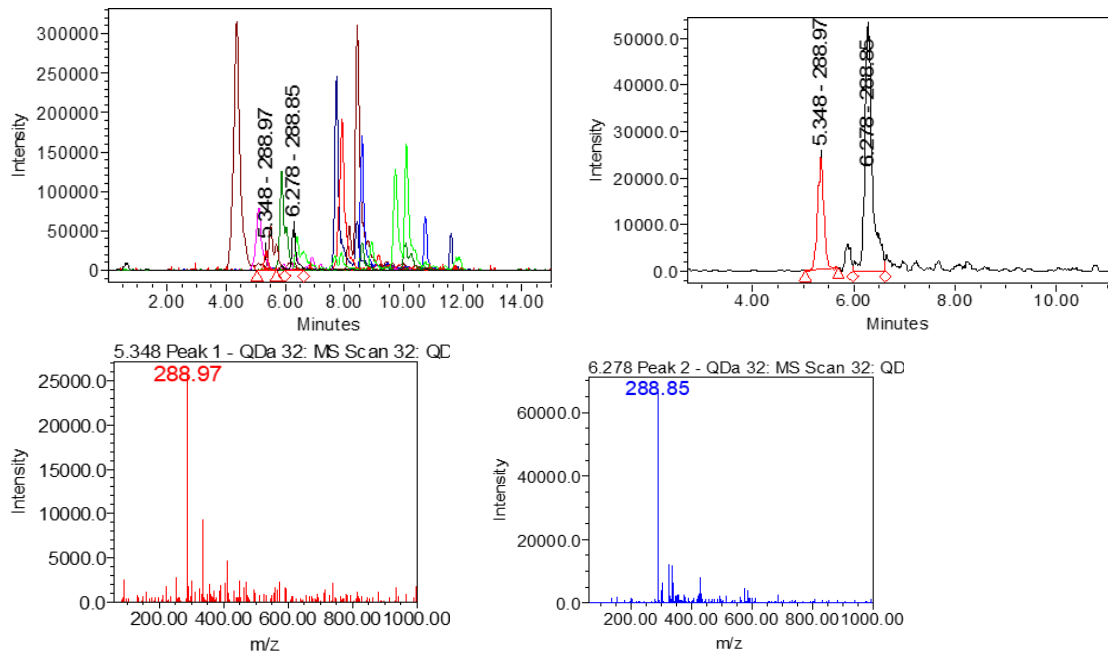 300000
250000
200000
150000
100000
50000
0
Intensity
5.348 - 288.97
6.278 - 288.85
2.00 4.00 6.00 8.00 10.00 12.00 14.00
Minutes
50000.0
40000.0
30000.0
20000.0
10000.0
0.0
Intensity
5.348 - 288.97
6.278 - 288.85
4.00 6.00 8.00 10.00
Minutes
5.348 Peak 1 - QDa 32: MS Scan 32: QD
288.97
25000.0
20000.0
15000.0
10000.0
5000.0
0.0
Intensity
200.00 400.00 600.00 800.00 1000.00
m/z
6.278 Peak 2 - QDa 32: MS Scan 32: QD
288.85
60000.0
40000.0
20000.0
0.0
Intensity
200.00 400.00 600.00 800.00 1000.00
m/z